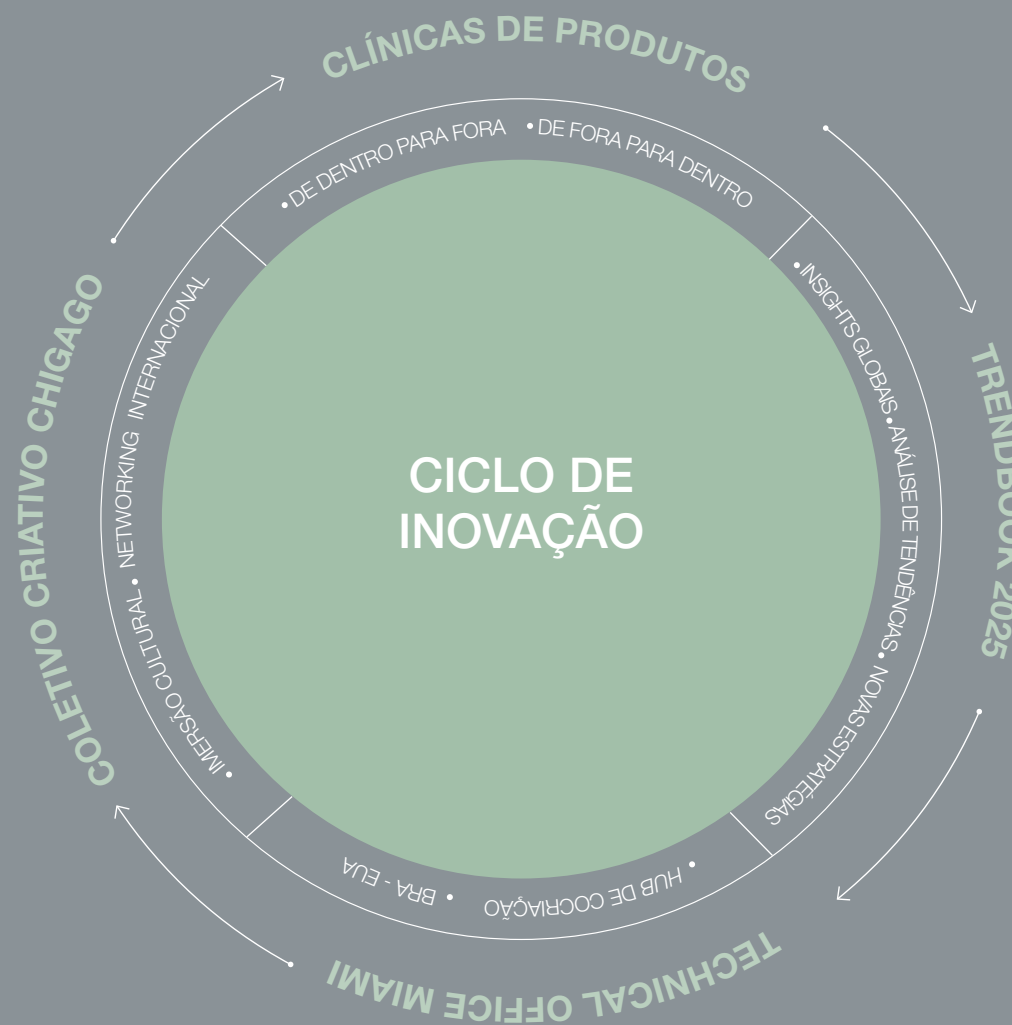 CLÍNICAS DE PRODUTOS
• DE DENTRO PARA FORA
• DE FORA PARA DENTRO
TRENDBOOK 2025
• INSIGHTS GLOBAIS • ANÁLISE DE TENDÊNCIAS • NOVAS ESTRATÉGIAS
TECHNICAL OFFICE MIAMI
• HUB DE COCRIAÇÃO • BRA - EUA
COLETIVO CRIATIVO CHIGAGO
• IMERSÃO CULTURAL • NETWORKING INTERNACIONAL
CICLO DE
INOVAÇÃO